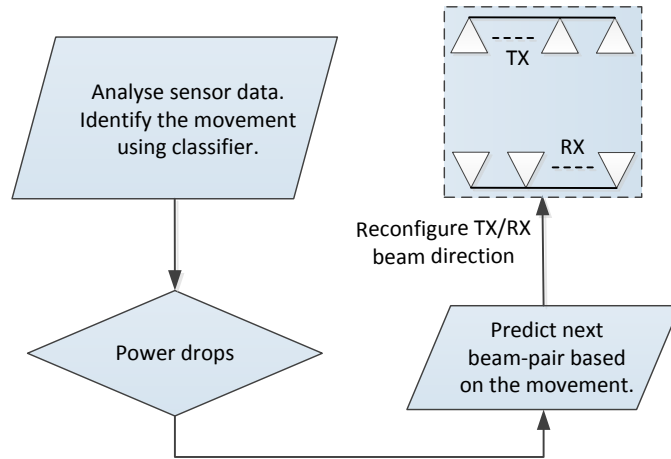 Analyse sensor data.
Identify the movement
using classifier.
Power drops
Predict next
beam-pair based
on the movement.
Reconfigure TX/RX
beam direction
TX
RX